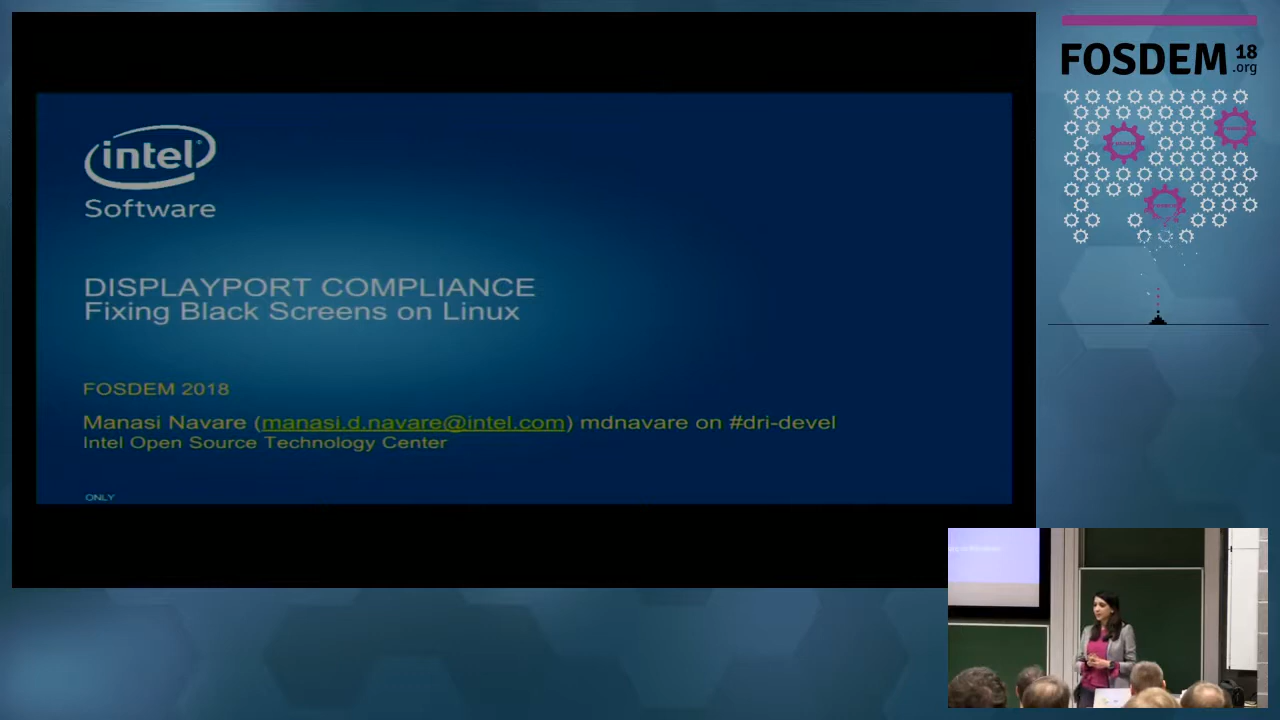 intel
Software
DISPLAYPORT COMPLIANCE
Fixing Black Screens on Linux
FOSDEM 2018
Manasi Navare (manasi.d.navare@intel.com) mdnavare on #dri-devel
Intel Open Source Technology Center
ONLY
FOSDEM 18
.org